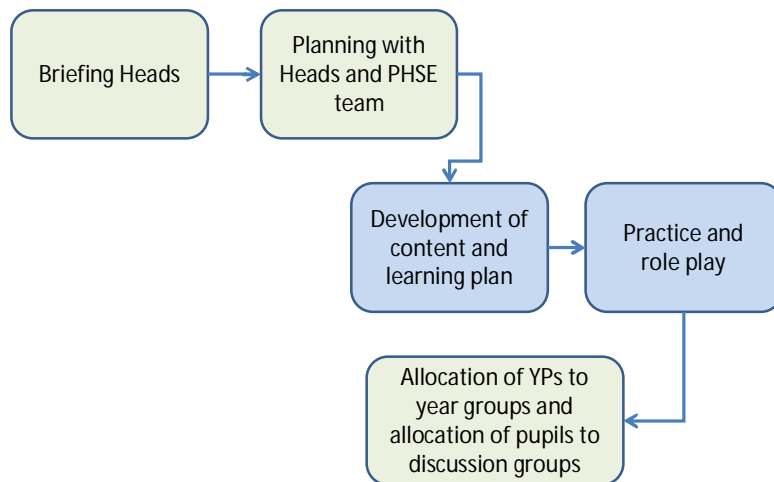 Briefing Heads
Planning with
Heads and PHSE
team
Development of
content and
learning plan
Practice and
role play
Allocation of YPs to
year groups and
allocation of pupils to
discussion groups